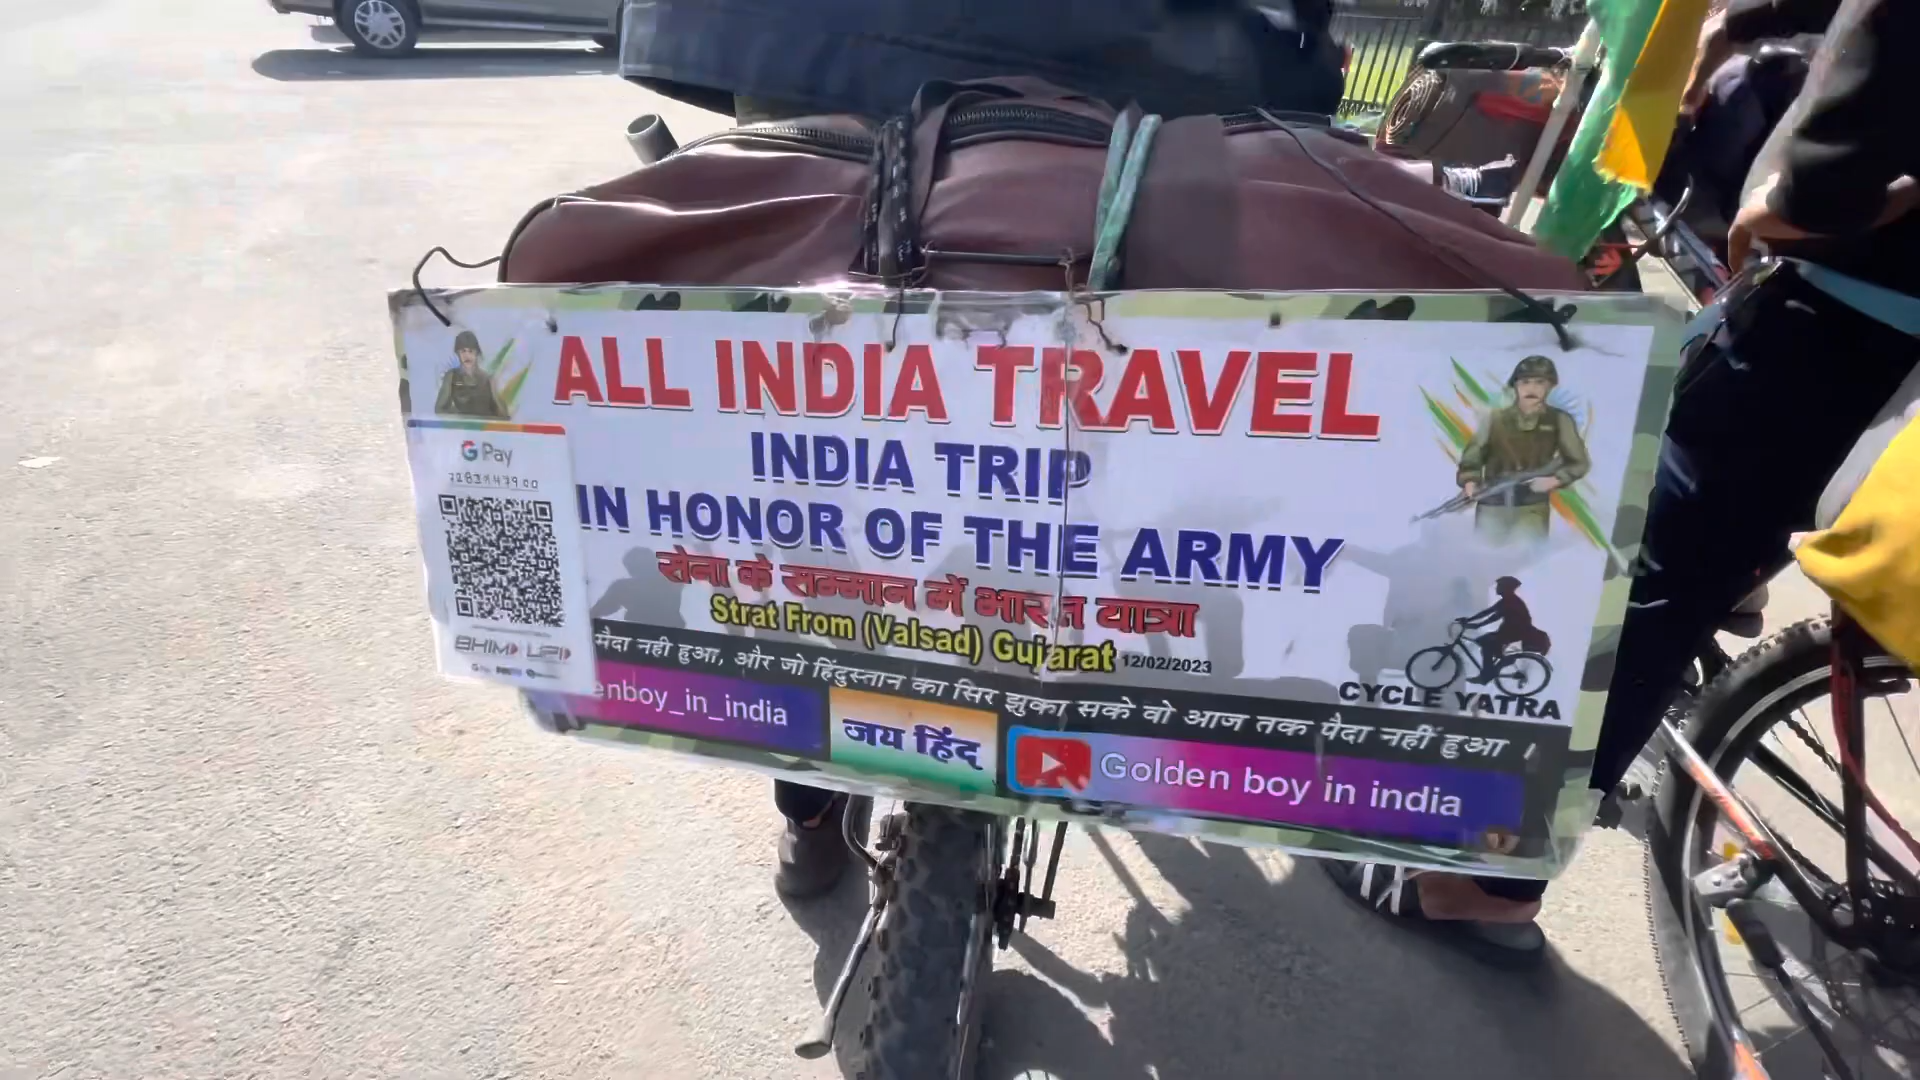 ALL INDIA TRAVEL
INDIA TRIP
IN HONOR OF THE ARMY
सेना के सम्मान में भारत यात्रा
Strat From (Valsad) Gujarat 12/02/2023
G Pay
BHIM UPI
CYCLE YATRA
मैदा नही हुआ, और जो हिंदुस्तान का सिर झुका सके वो आज तक पैदा नहीं हुआ ।
enboy_in_india
जय हिंद
Golden boy in india